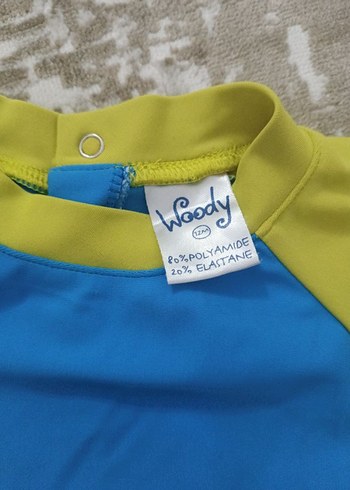 Woody
12M
80% POLYAMIDE
20% ELASTANE